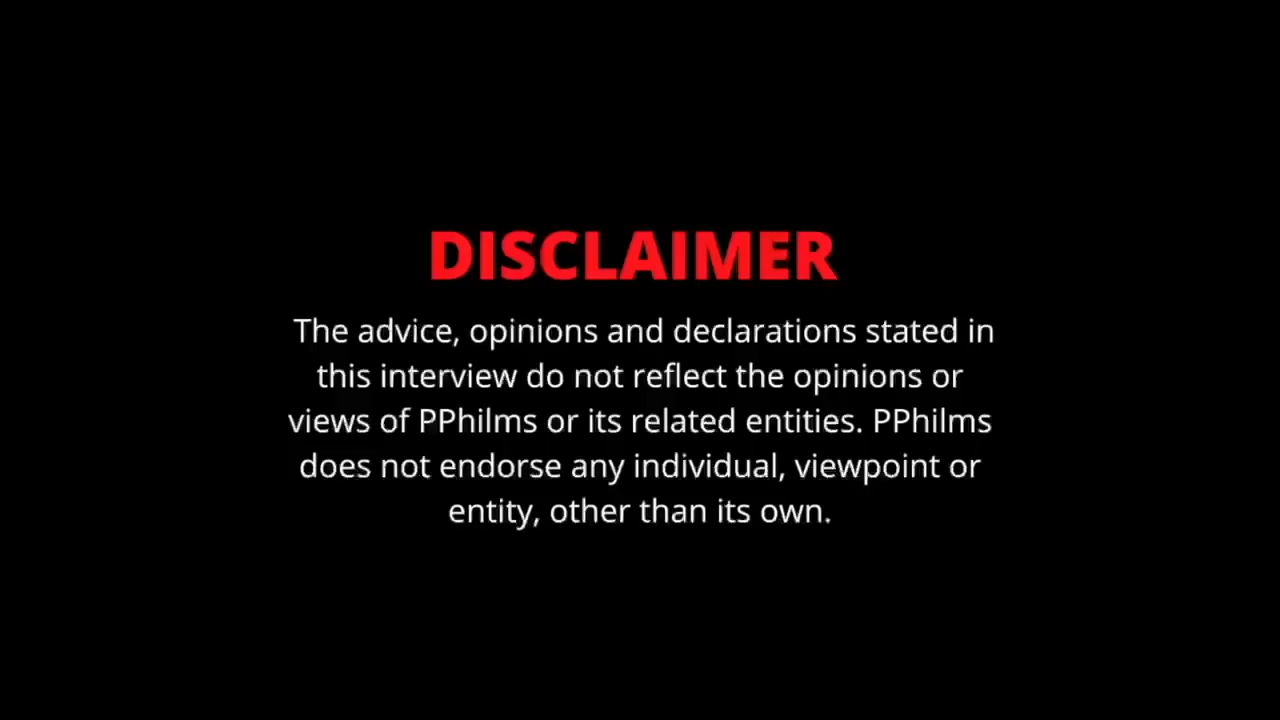 DISCLAIMER
The advice, opinions and declarations stated in
this interview do not reflect the opinions or
views of PPhilms or its related entities. PPhilms
does not endorse any individual, viewpoint or
entity, other than its own.